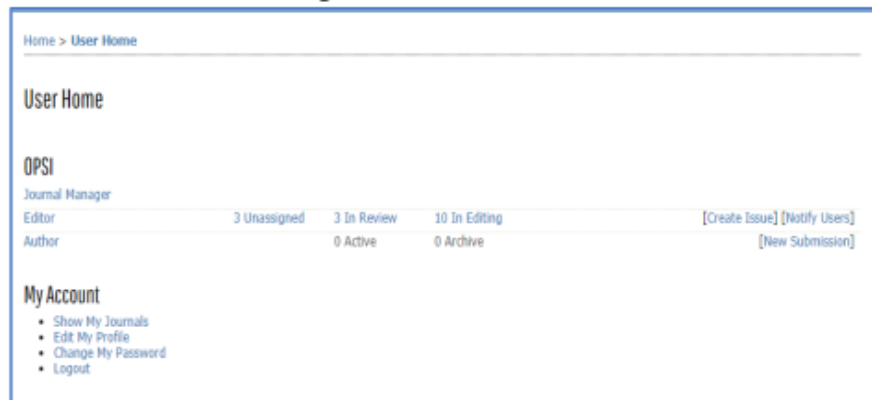 Home > User Home
User Home
OPSI
Journal Manager
Editor 3 Unassigned 3 In Review 10 In Editing [Create Issue] [Notify Users]
Author 0 Active 0 Archive [New Submission]
My Account
• Show My Journals
• Edit My Profile
• Change My Password
• Logout